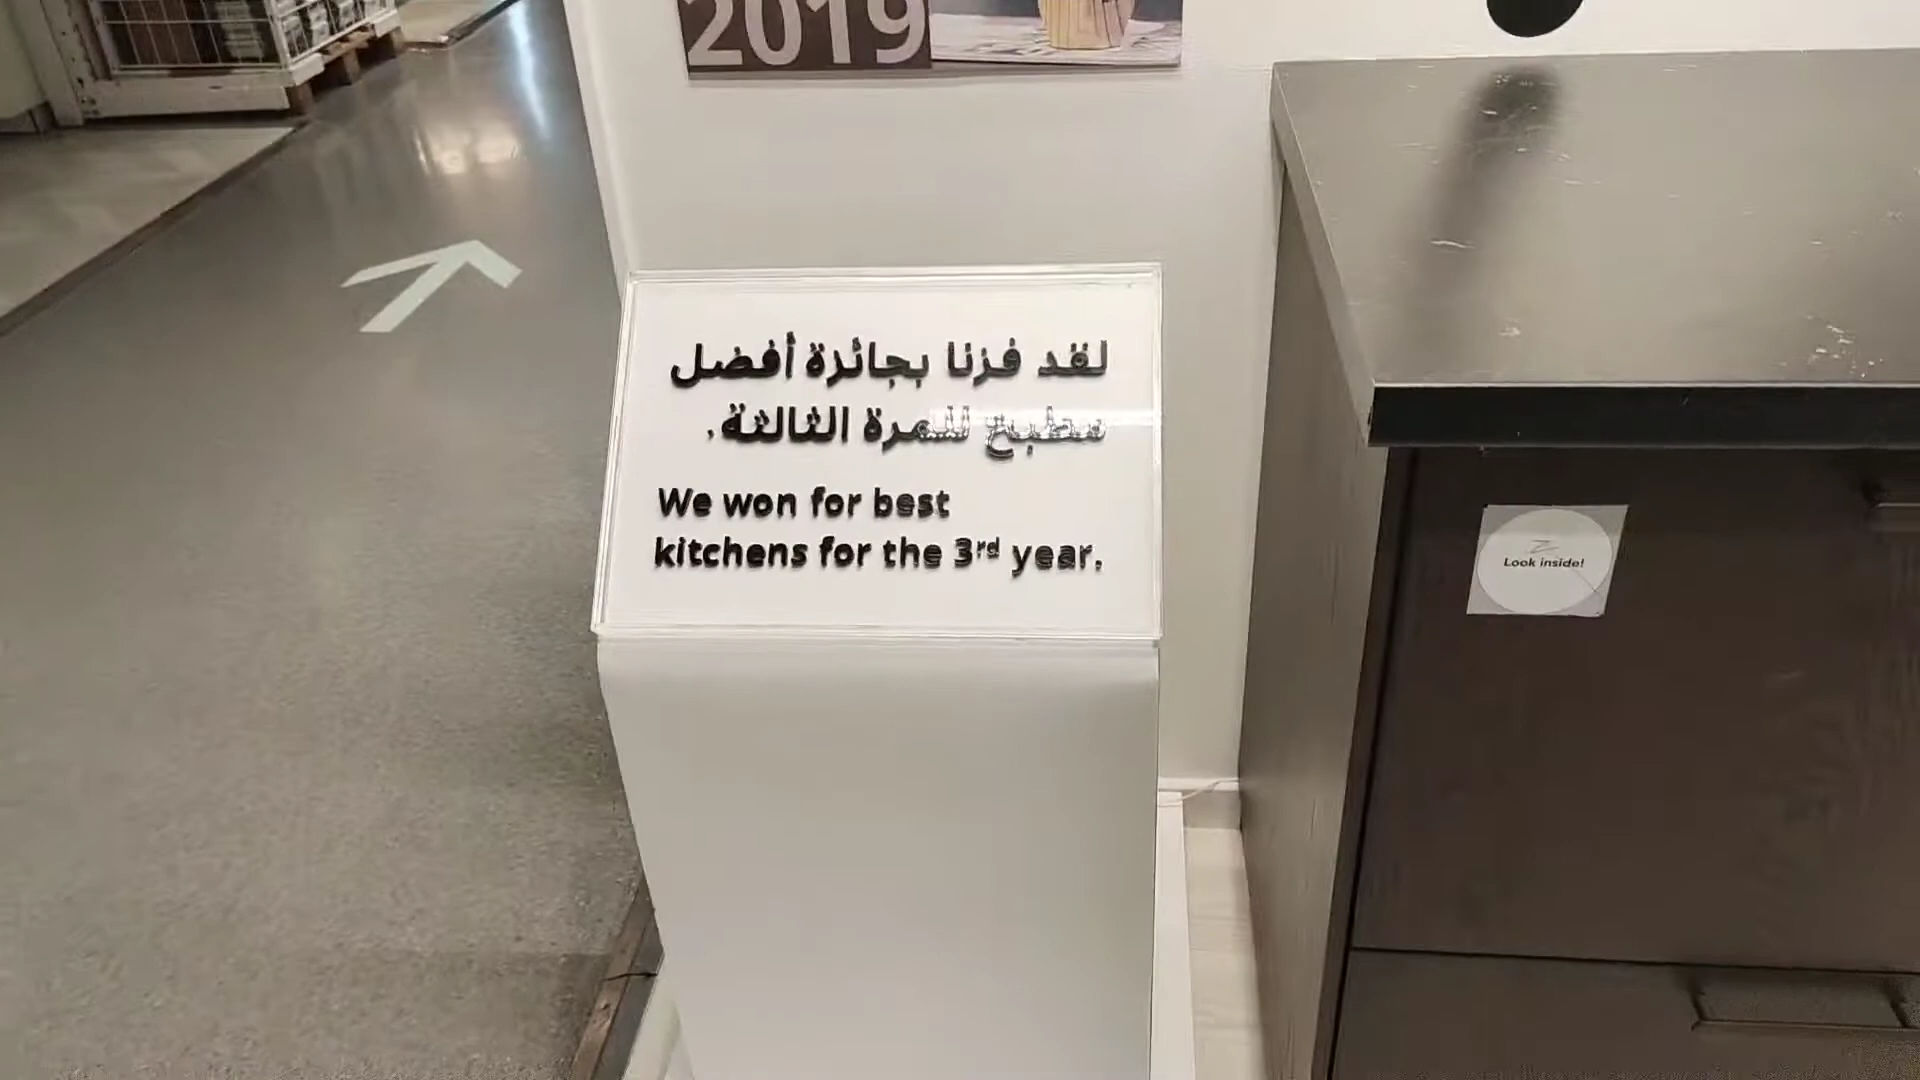 2019
لقد فزنا بجائزة أفضل
مطبخ للمرة الثالثة.
We won for best
kitchens for the 3rd year.
Look inside!